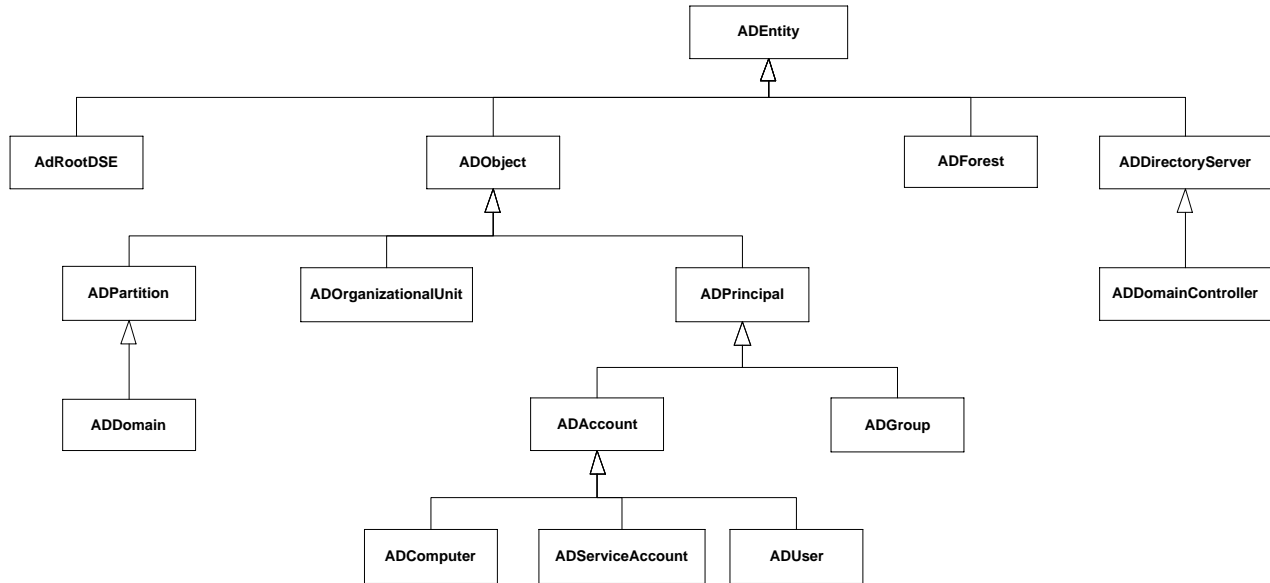 ADEntity
AdRootDSE
ADObject
ADForest
ADDirectoryServer
ADPartition
ADOrganizationalUnit
ADPrincipal
ADDomainController
ADDomain
ADAccount
ADGroup
ADComputer
ADServiceAccount
ADUser